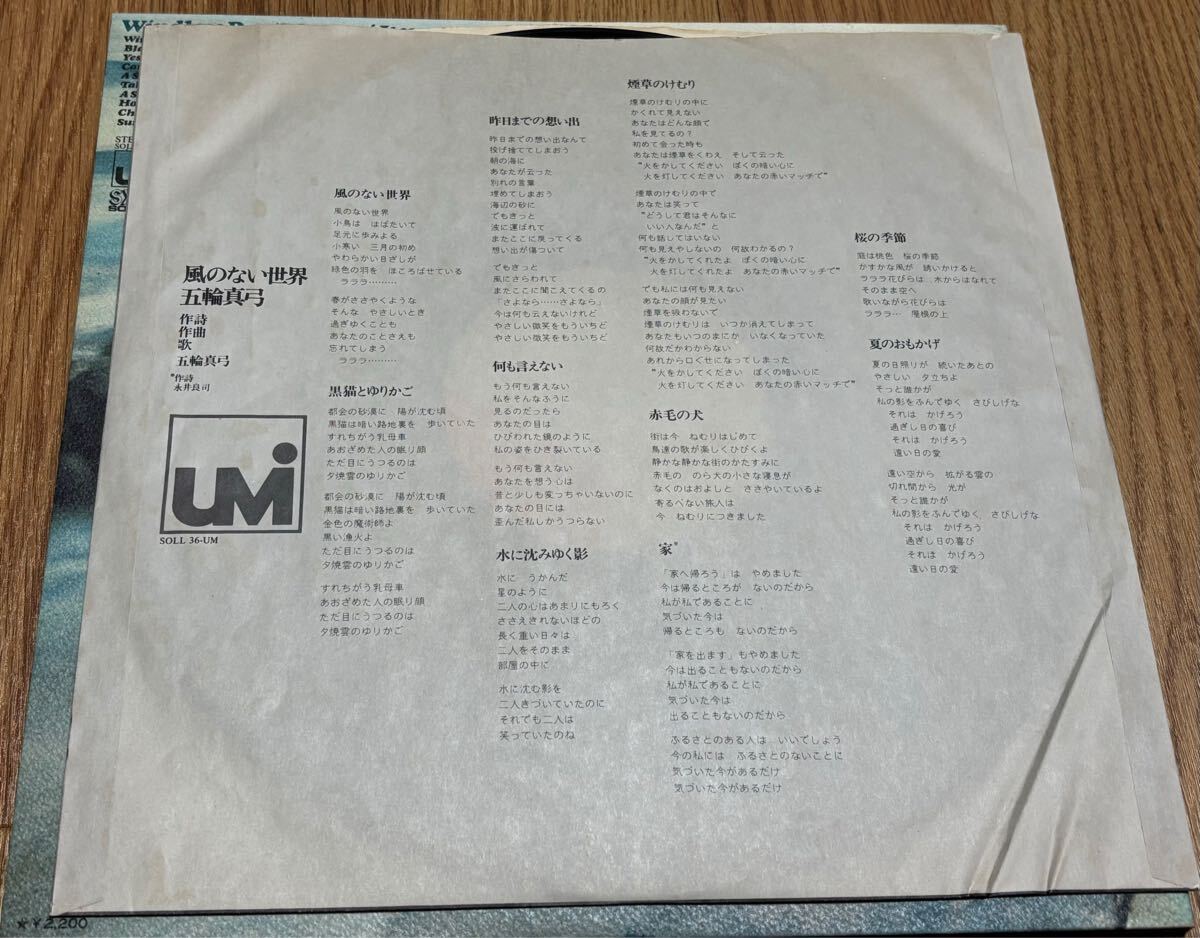 STE
SOL
風のない世界
五輪真弓
作詩
作曲
歌
五輪真弓
*作詩
永井良司
UMi
SOLL 36-UM
風のない世界
風のない世界
小鳥は はばたいて
足元に歩みよる
小寒い 三月の初め
やわらかい日ざしが
緑色の羽を ほころばせている
ラララ………
春がささやくような
そんな やさしいとき
過ぎゆくことも
あなたのことさえも
忘れてしまう
ラララ………
黒猫とゆりかご
都会の砂漠に 陽が沈む頃
黒猫は暗い路地裏を 歩いていた
すれちがう乳母車
あおざめた人の眠り顔
ただ目にうつるのは
夕焼雲のゆりかご
都会の砂漠に 陽が沈む頃
黒猫は暗い路地裏を 歩いていた
金色の魔術師よ
黒い漁火よ
ただ目にうつるのは
夕焼雲のゆりかご
すれちがう乳母車
あおざめた人の眠り顔
ただ目にうつるのは
夕焼雲のゆりかご
昨日までの想い出
昨日までの想い出なんて
投げ捨ててしまおう
朝の海に
あなたが云った
別れの言葉
埋めてしまおう
海辺の砂に
でもきっと
波に運ばれて
またここに戻ってくる
想い出が傷ついて
でもきっと
風にさらわれて
またここに聞こえてくるの
「さよなら……さよなら」
今は何も云えないけれど
やさしい微笑をもういちど
やさしい微笑をもういちど
何も言えない
もう何も言えない
私をそんなふうに
見るのだったら
あなたの目は
ひびわれた鏡のように
私の姿をひき裂いている
もう何も言えない
あなたを想う心は
昔と少しも変っちゃいないのに
あなたの目には
歪んだ私しかうつらない
水に沈みゆく影
水に うかんだ
星のように
二人の心はあまりにもろく
ささえきれないほどの
長く重い日々は
二人をそのまま
部屋の中に
水に沈む影を
二人きづいていたのに
それでも二人は
笑っていたのね
煙草のけむり
煙草のけむりの中に
かくれて見えない
あなたはどんな顔で
私を見てるの?
初めて会った時も
あなたは煙草をくわえ そして云った
"火をかしてください ぼくの暗い心に
火を灯してください あなたの赤いマッチで"
煙草のけむりの中で
あなたは笑って
"どうして君はそんなに
いい人なんだ"と
何も話してはいない
何も見えやしないの 何故わかるの?
"火をかしてくれたよ ぼくの暗い心に
火を灯してくれたよ あなたの赤いマッチで"
でも私には何も見えない
あなたの顔が見たい
煙草を吸わないで
煙草のけむりは いつか消えてしまって
あなたもいつのまにか いなくなっていた
何故だかわからない
あれから口ぐせになってしまった
"火をかしてください ぼくの暗い心に
火を灯してください あなたの赤いマッチで"
赤毛の犬
街は今 ねむりはじめて
鳥達の歌が楽しくひびくよ
静かな静かな街のかたすみに
赤毛の のら犬の小さな寝息が
なくのはおよしと ささやいているよ
寄るべない旅人は
今 ねむりにつきました
家*
「家へ帰ろう」は やめました
今は帰るところが ないのだから
私が私であることに
気づいた今は
帰るところも ないのだから
「家を出ます」もやめました
今は出ることもないのだから
私が私であることに
気づいた今は
出ることもないのだから
ふるさとのある人は いいでしょう
今の私には ふるさとのないことに
気づいた今があるだけ
気づいた今があるだけ
桜の季節
庭は桃色 桜の季節
かすかな風が 誘いかけると
ラララ花びらは…木からはなれて
そのまま空へ
歌いながら花びらは
ラララ… 屋根の上
夏のおもかげ
夏の日照りが 続いたあとの
やさしい 夕立ちよ
そっと誰かが
私の影をふんでゆく さびしげな
それは かげろう
過ぎし日の喜び
それは かげろう
遠い日の愛
遠い空から 拡がる雲の
切れ間から 光が
そっと誰かが
私の影をふんでゆく さびしげな
それは かげろう
過ぎし日の喜び
それは かげろう
遠い日の愛
★¥2,200